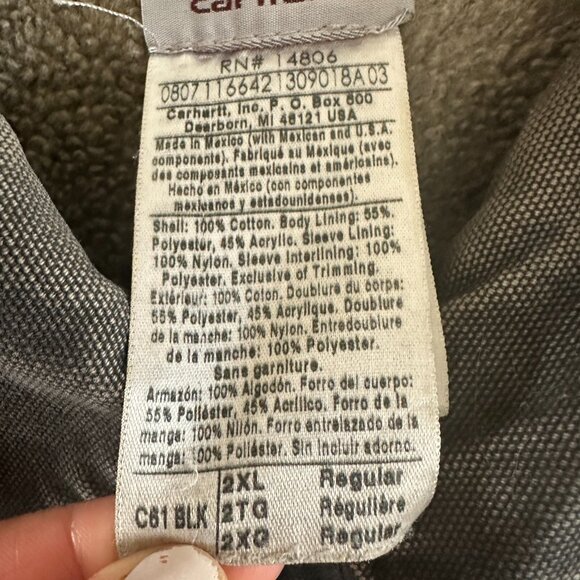 carhartt
RN# 14806
08071166421309018A03
Carhartt, Inc. P. O. Box 600
Dearborn, MI 48121 USA
Made in Mexico (with Mexican and U.S.A.
components). Fabriqué au Mexique (avec
des composants mexicains et américains).
Hecho en México (con componentes
mexicanos y estadounidenses).
Shell: 100% Cotton. Body Lining: 55%
Polyester, 45% Acrylic. Sleeve Lining:
100% Nylon. Sleeve Interlining: 100%
Polyester. Exclusive of Trimming.
Extérieur: 100% Coton. Doublure du corps:
55% Polyester, 45% Acrylique. Doublure
de la manche: 100% Nylon. Entredoublure
de la manche: 100% Polyester.
Sans garniture.
Armazón: 100% Algodón. Forro del cuerpo:
55% Poliéster, 45% Acrílico. Forro de la
manga: 100% Nilón. Forro entrelazado de la
manga: 100% Poliéster. Sin incluir adorno.
2XL Regular
C61 BLK 2TG Régulière
2XG Regular